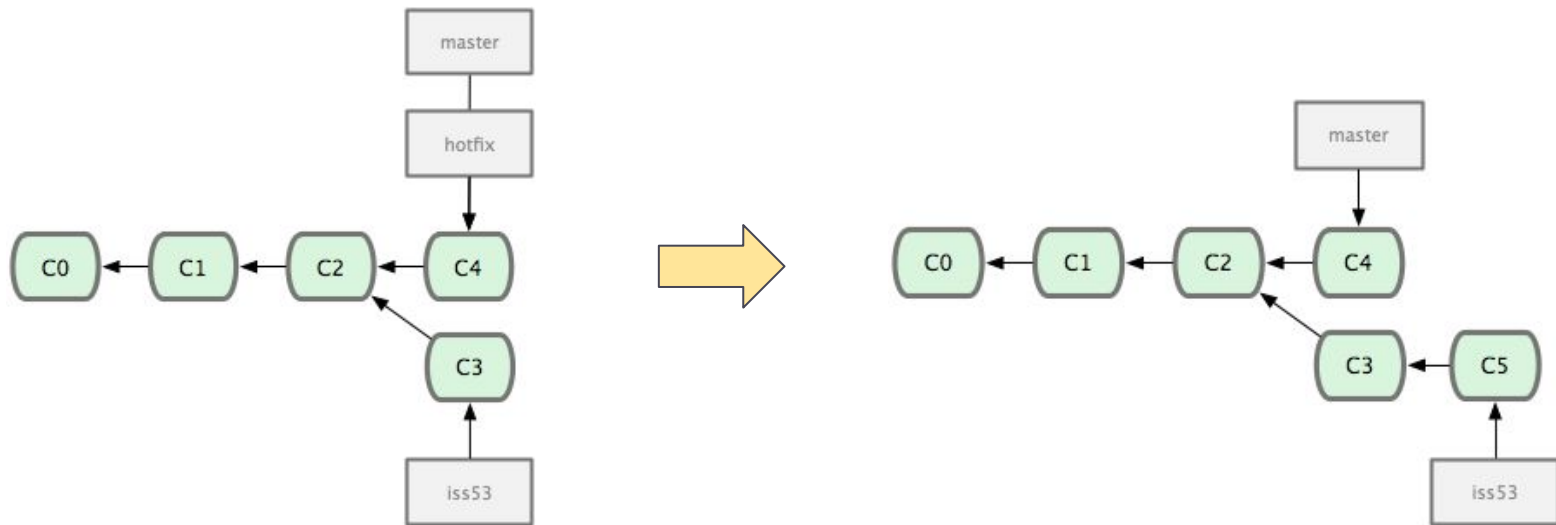 master
hotfix
C0 C1 C2 C4
C3
iss53
master
C0 C1 C2 C4
C3 C5
iss53